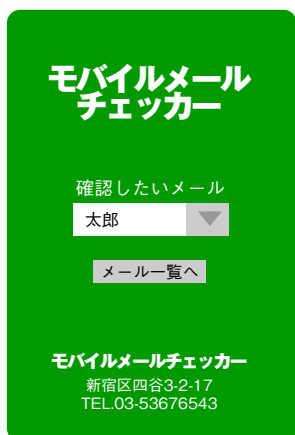 モバイルメール
チェッカー
確認したいメール
太郎
メール一覧へ
モバイルメールチェッカー
新宿区四谷3-2-17
TEL.03-53676543